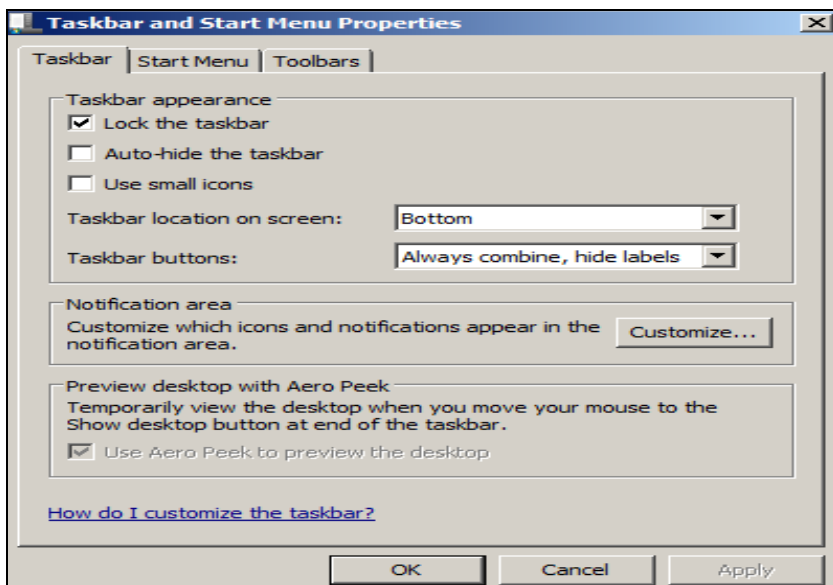 Taskbar and Start Menu Properties
Taskbar Start Menu Toolbars
Taskbar appearance
Lock the taskbar
Auto-hide the taskbar
Use small icons
Taskbar location on screen: Bottom
Taskbar buttons: Always combine, hide labels
Notification area
Customize which icons and notifications appear in the
notification area.
Customize...
Preview desktop with Aero Peek
Temporarily view the desktop when you move your mouse to the
Show desktop button at end of the taskbar.
Use Aero Peek to preview the desktop
How do I customize the taskbar?
OK Cancel Apply